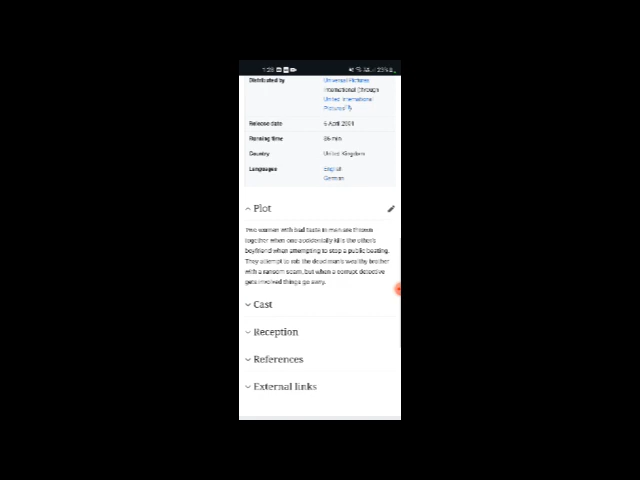 Distributed by
Universal Pictures
International (through
United International
Pictures)
Release date
6 April 2001
Running time
86 min
Country
United Kingdom
Languages
English
German
Plot
Two women with bad taste in men are thrown
together when one accidentally kills the other's
boyfriend when attempting to stop a public beating.
They attempt to rob the dead man's wealthy brother
with a ransom scam, but when a corrupt detective
gets involved things go awry.
Cast
Reception
References
External links